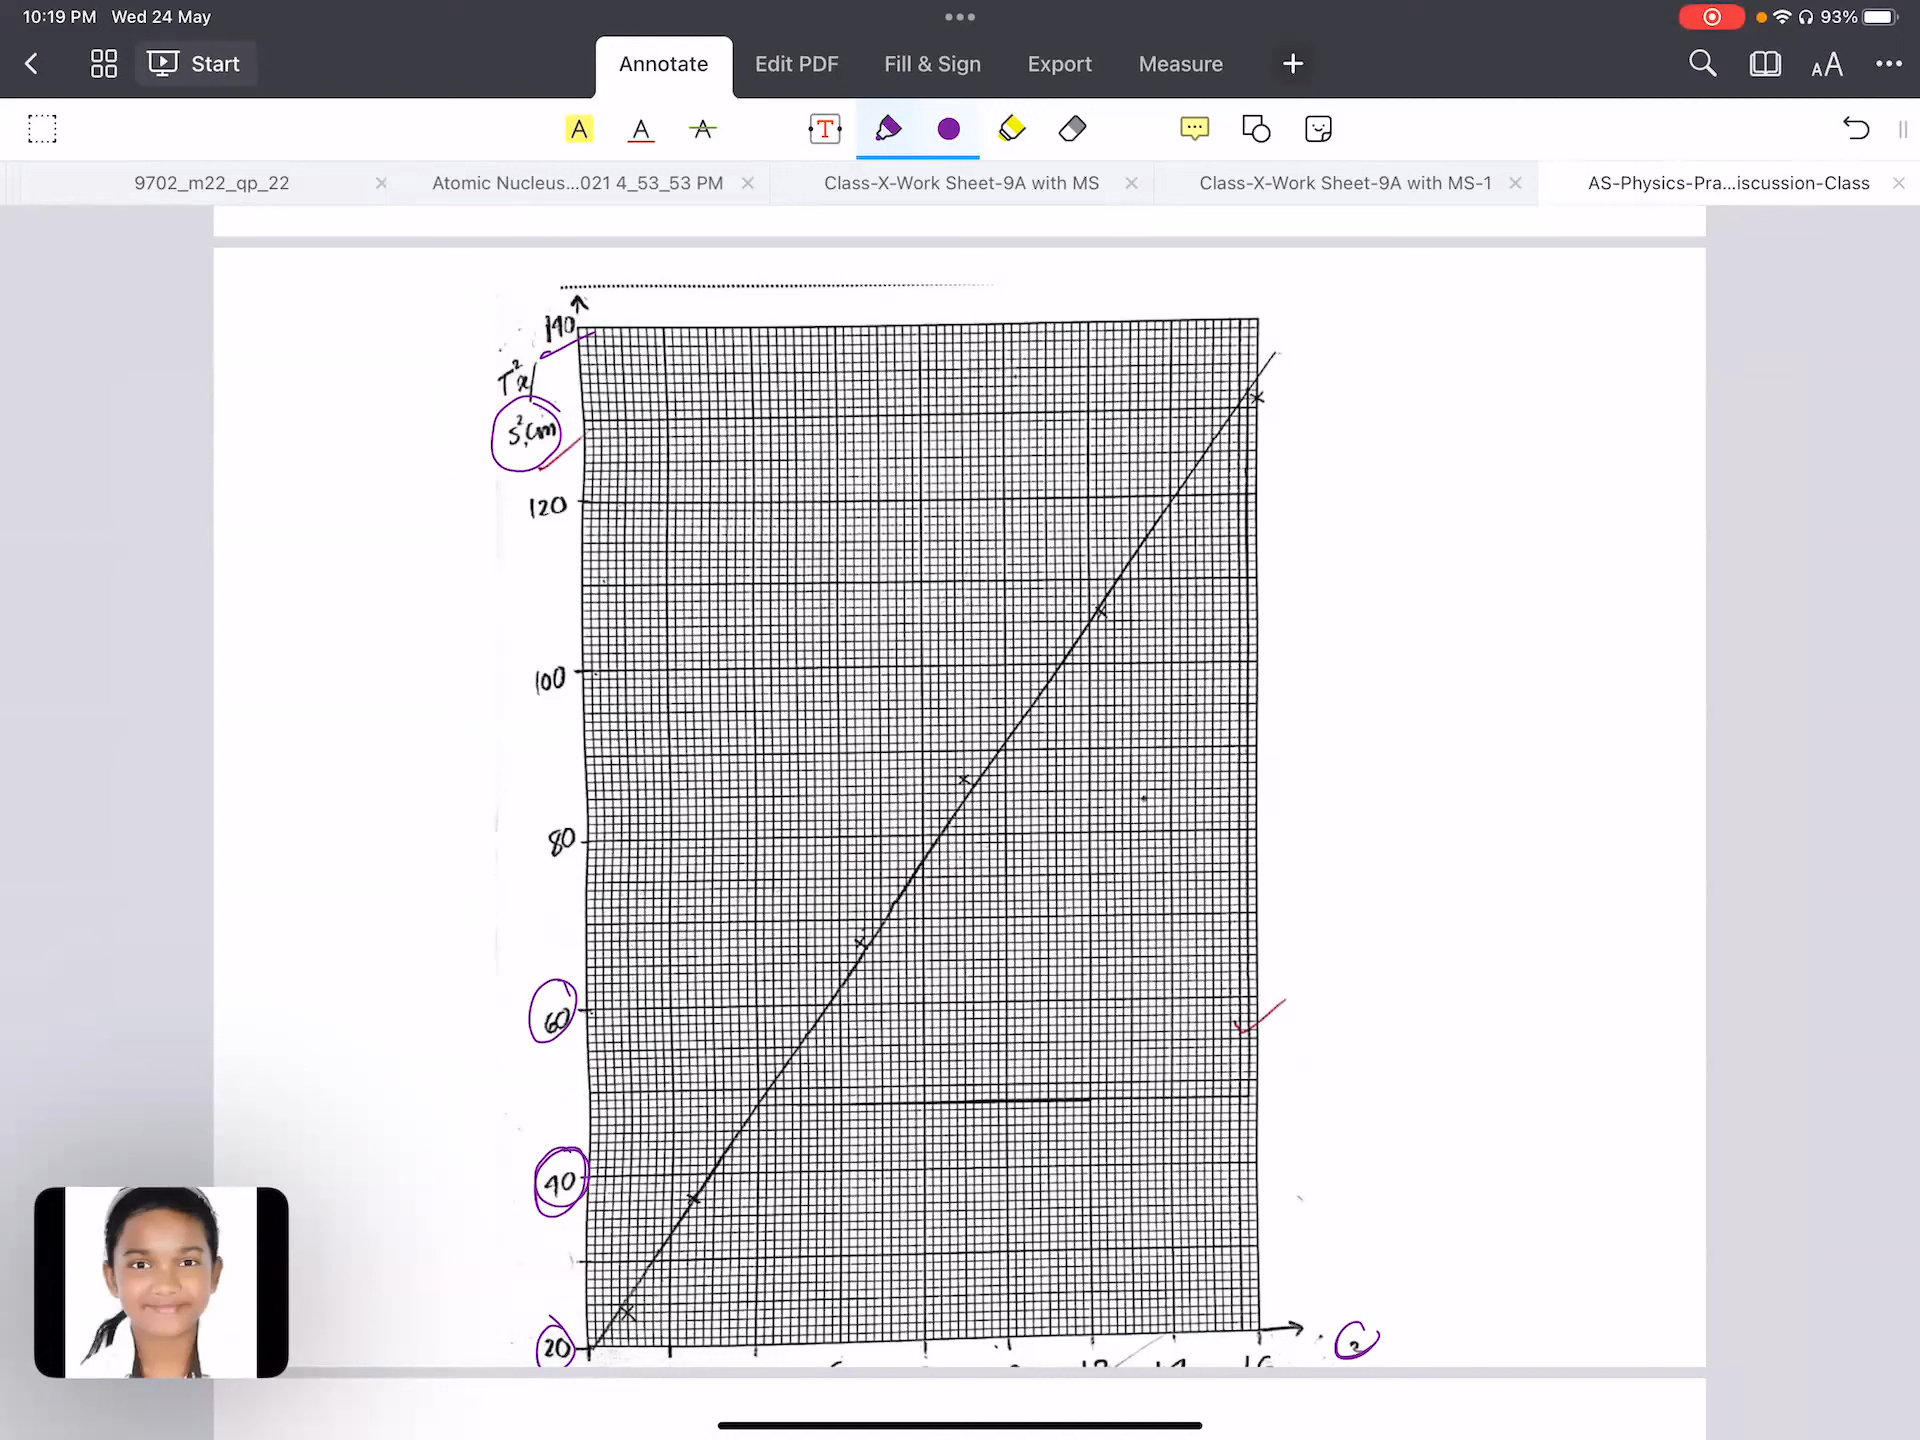 10:19 PM Wed 24 May
93%
Start
Annotate
Edit PDF
Fill & Sign
Export
Measure
AA
A
A
A
T
9702_m22_qp_22
Atomic Nucleus...021 4_53_53 PM
Class-X-Work Sheet-9A with MS
Class-X-Work Sheet-9A with MS-1
AS-Physics-Pra...iscussion-Class
140
T²x/
s²cm
120
100
80
60
40
20